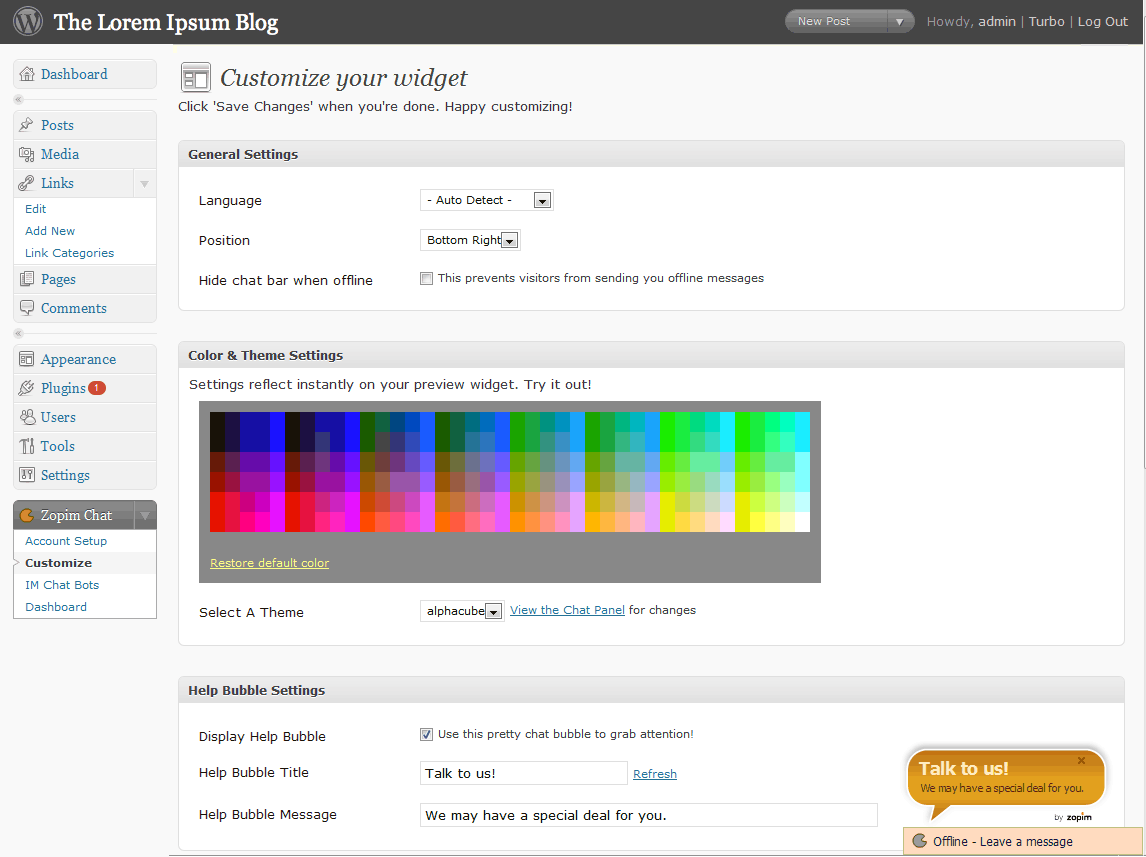 The Lorem Ipsum Blog
New Post
Howdy, admin | Turbo | Log Out
Dashboard
Posts
Media
Links
Edit
Add New
Link Categories
Pages
Comments
Appearance
Plugins 1
Users
Tools
Settings
Zopim Chat
Account Setup
Customize
IM Chat Bots
Dashboard
Customize your widget
Click 'Save Changes' when you're done. Happy customizing!
General Settings
Language - Auto Detect -
Position Bottom Right
Hide chat bar when offline This prevents visitors from sending you offline messages
Color & Theme Settings
Settings reflect instantly on your preview widget. Try it out!
Restore default color
Select A Theme alphacube View the Chat Panel for changes
Help Bubble Settings
Display Help Bubble Use this pretty chat bubble to grab attention!
Help Bubble Title Talk to us! Refresh
Help Bubble Message We may have a special deal for you.
Talk to us!
We may have a special deal for you.
by zopim
Offline - Leave a message